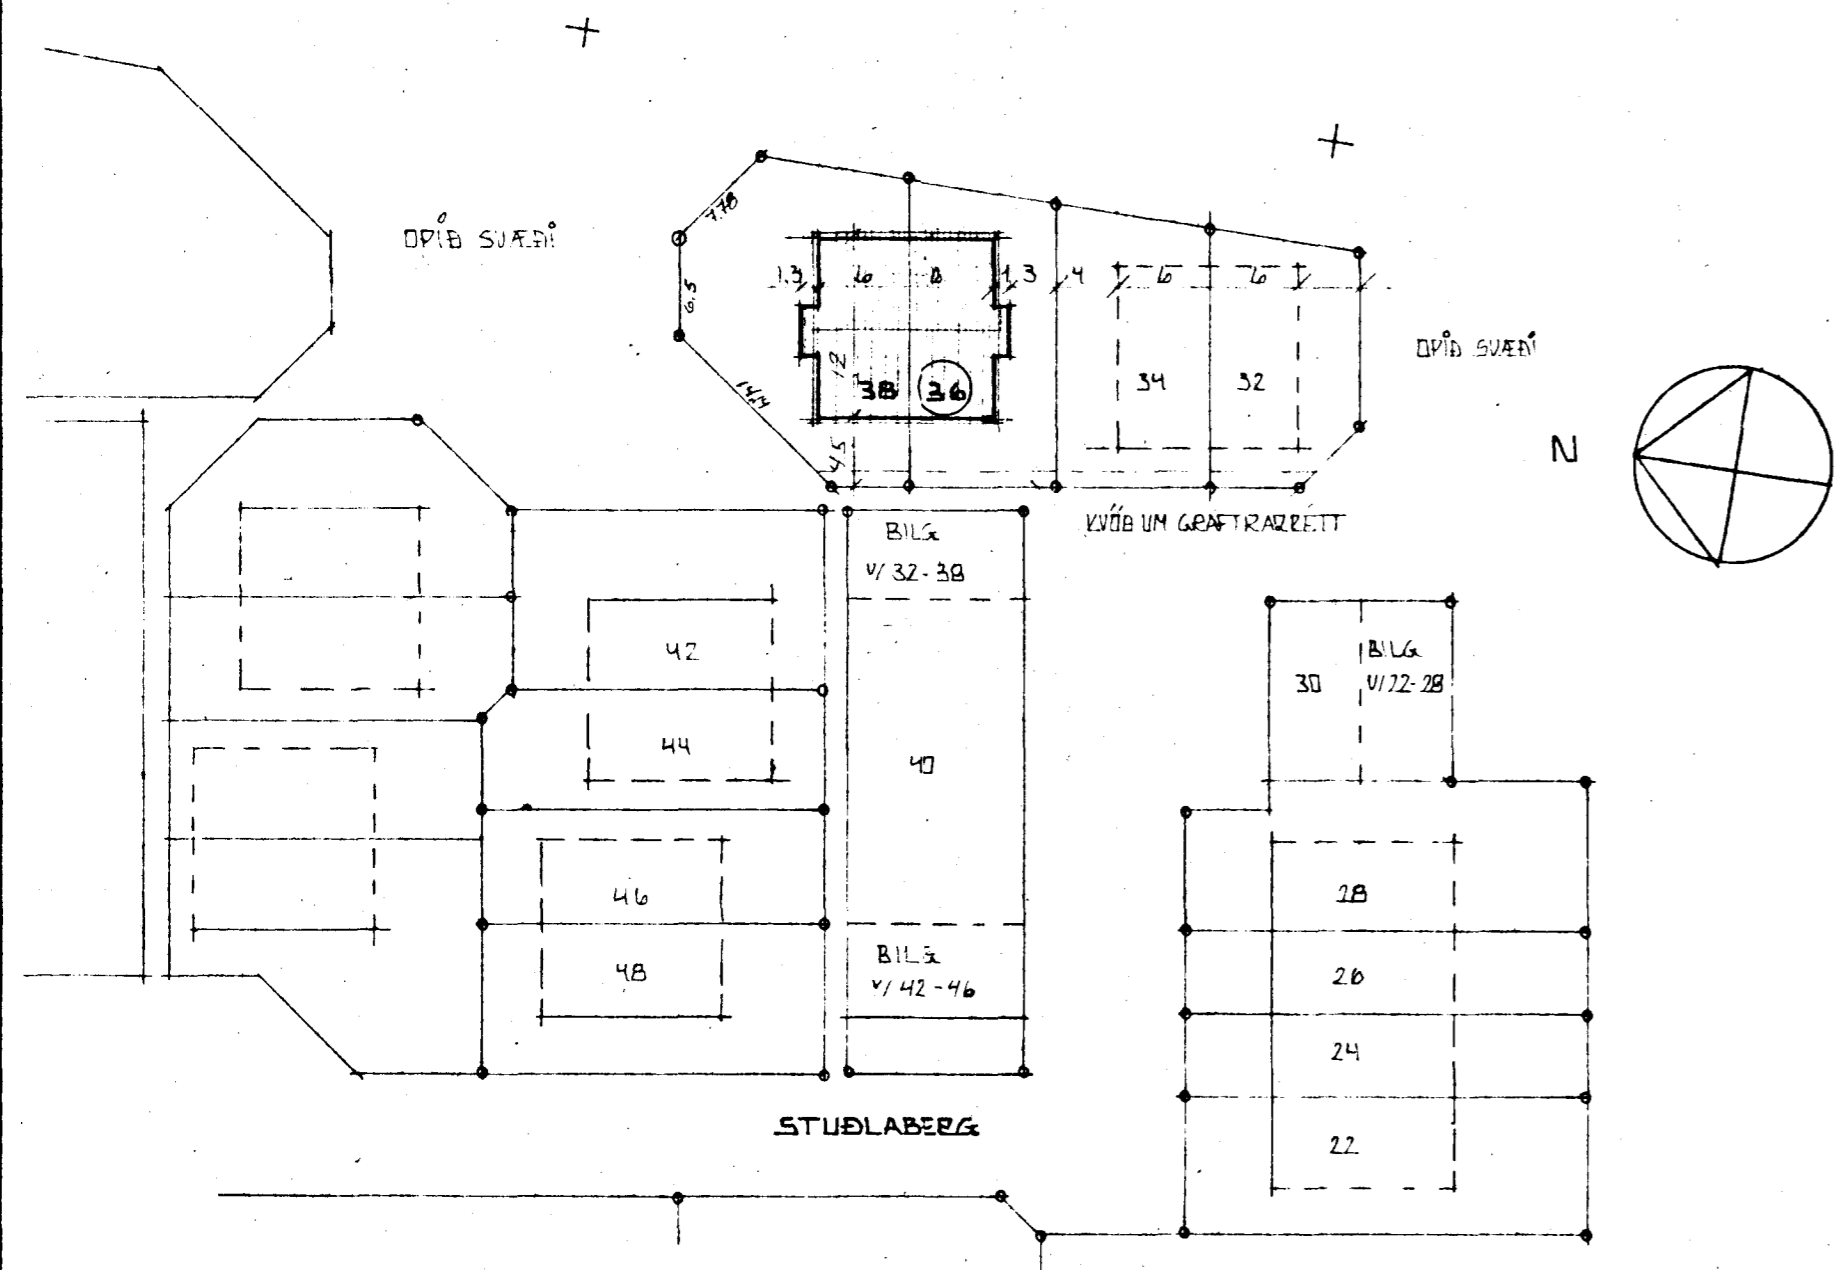 OPIÐ SVÆÐI
7.78
6.5
14.4
1.3 6 6 1.3 4 6 6
12
4.5
38 36
34 32
OPIÐ SVÆÐI
N
KVÖÐ UM GRAFTRARRÉTT
BILG
V/ 32-38
42
44
40
30
BILG
V/22-28
46
48
BILG
V/ 42-46
28
26
24
22
STUÐLABERG